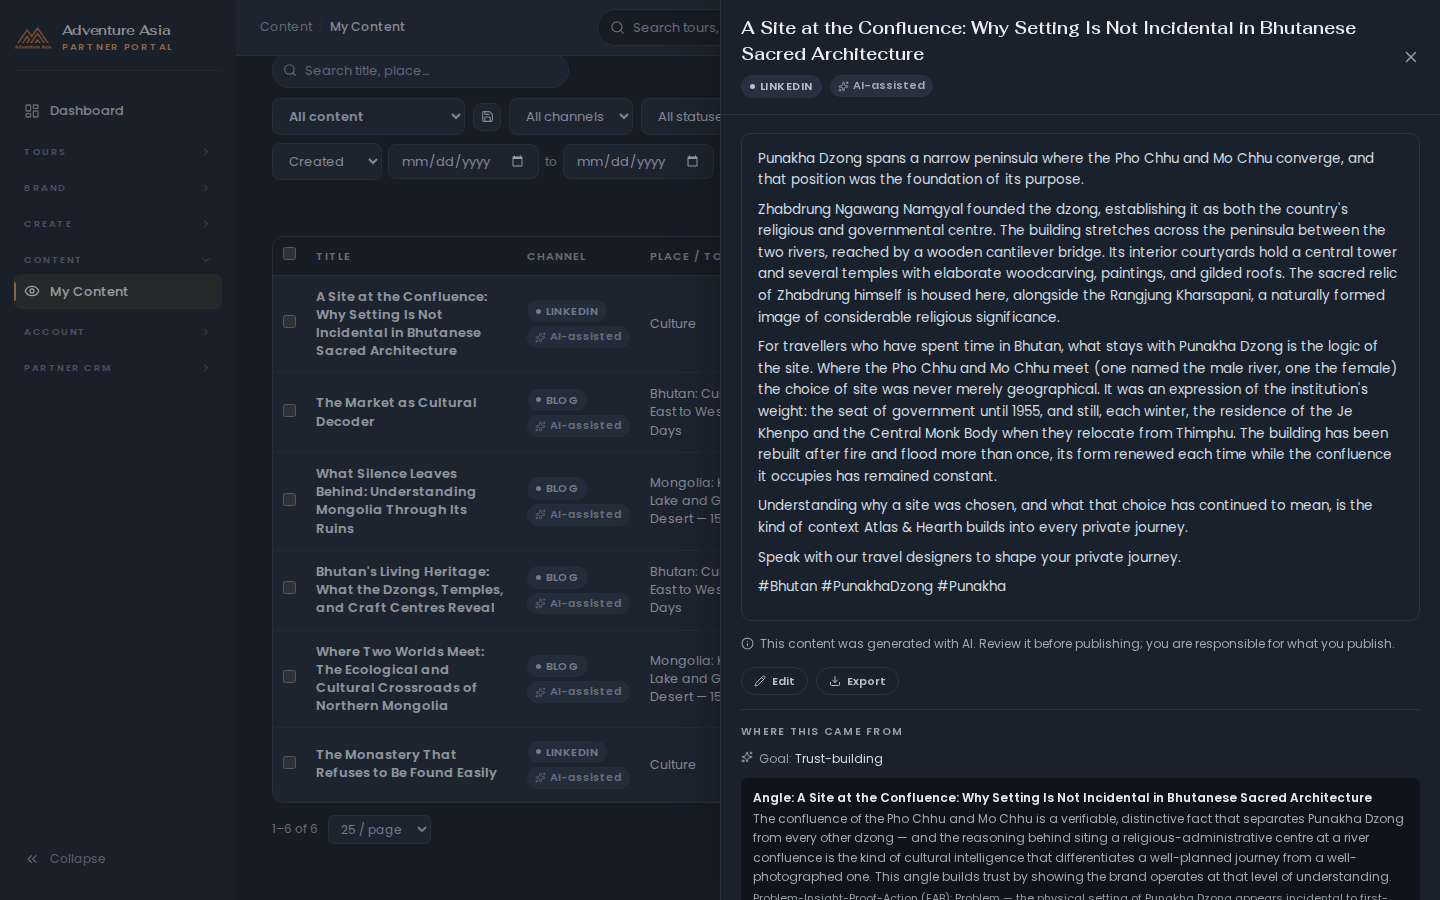 Adventure Asia
PARTNER PORTAL
Dashboard
TOURS
BRAND
CREATE
CONTENT
My Content
ACCOUNT
PARTNER CRM
Collapse
Content / My Content
Search tours,
Search title, place...
All content
All channels
All statuse
Created
mm/dd/yyyy
to
mm/dd/yyyy
TITLE
CHANNEL
PLACE / TO
A Site at the Confluence:
Why Setting Is Not
Incidental in Bhutanese
Sacred Architecture
LINKEDIN
AI-assisted
Culture
The Market as Cultural
Decoder
BLOG
AI-assisted
Bhutan: Cu
East to Wes
Days
What Silence Leaves
Behind: Understanding
Mongolia Through Its
Ruins
BLOG
AI-assisted
Mongolia: K
Lake and G
Desert — 15
Bhutan's Living Heritage:
What the Dzongs, Temples,
and Craft Centres Reveal
BLOG
AI-assisted
Bhutan: Cu
East to Wes
Days
Where Two Worlds Meet:
The Ecological and
Cultural Crossroads of
Northern Mongolia
BLOG
AI-assisted
Mongolia: K
Lake and G
Desert — 15
The Monastery That
Refuses to Be Found Easily
LINKEDIN
AI-assisted
Culture
1–6 of 6
25 / page
A Site at the Confluence: Why Setting Is Not Incidental in Bhutanese
Sacred Architecture
LINKEDIN
AI-assisted
Punakha Dzong spans a narrow peninsula where the Pho Chhu and Mo Chhu converge, and
that position was the foundation of its purpose.
Zhabdrung Ngawang Namgyal founded the dzong, establishing it as both the country's
religious and governmental centre. The building stretches across the peninsula between the
two rivers, reached by a wooden cantilever bridge. Its interior courtyards hold a central tower
and several temples with elaborate woodcarving, paintings, and gilded roofs. The sacred relic
of Zhabdrung himself is housed here, alongside the Rangjung Kharsapani, a naturally formed
image of considerable religious significance.
For travellers who have spent time in Bhutan, what stays with Punakha Dzong is the logic of
the site. Where the Pho Chhu and Mo Chhu meet (one named the male river, one the female)
the choice of site was never merely geographical. It was an expression of the institution's
weight: the seat of government until 1955, and still, each winter, the residence of the Je
Khenpo and the Central Monk Body when they relocate from Thimphu. The building has been
rebuilt after fire and flood more than once, its form renewed each time while the confluence
it occupies has remained constant.
Understanding why a site was chosen, and what that choice has continued to mean, is the
kind of context Atlas & Hearth builds into every private journey.
Speak with our travel designers to shape your private journey.
#Bhutan #PunakhaDzong #Punakha
This content was generated with AI. Review it before publishing; you are responsible for what you publish.
Edit
Export
WHERE THIS CAME FROM
Goal: Trust-building
Angle: A Site at the Confluence: Why Setting Is Not Incidental in Bhutanese Sacred Architecture
The confluence of the Pho Chhu and Mo Chhu is a verifiable, distinctive fact that separates Punakha Dzong
from every other dzong — and the reasoning behind siting a religious-administrative centre at a river
confluence is the kind of cultural intelligence that differentiates a well-planned journey from a well-
photographed one. This angle builds trust by showing the brand operates at that level of understanding.
Problem-Insight-Proof-Action (EAB): Problem — the physical setting of Punakha Dzong appears incidental to first-